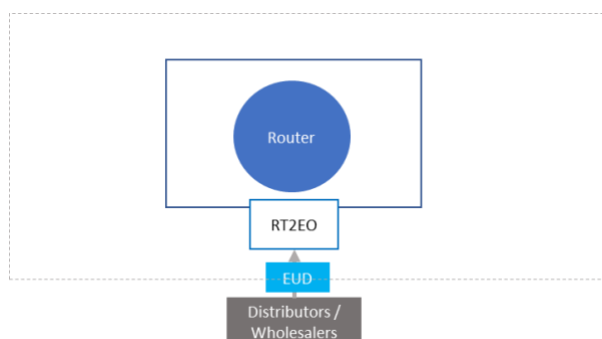 Router
RT2EO
EUD
Distributors /
Wholesalers